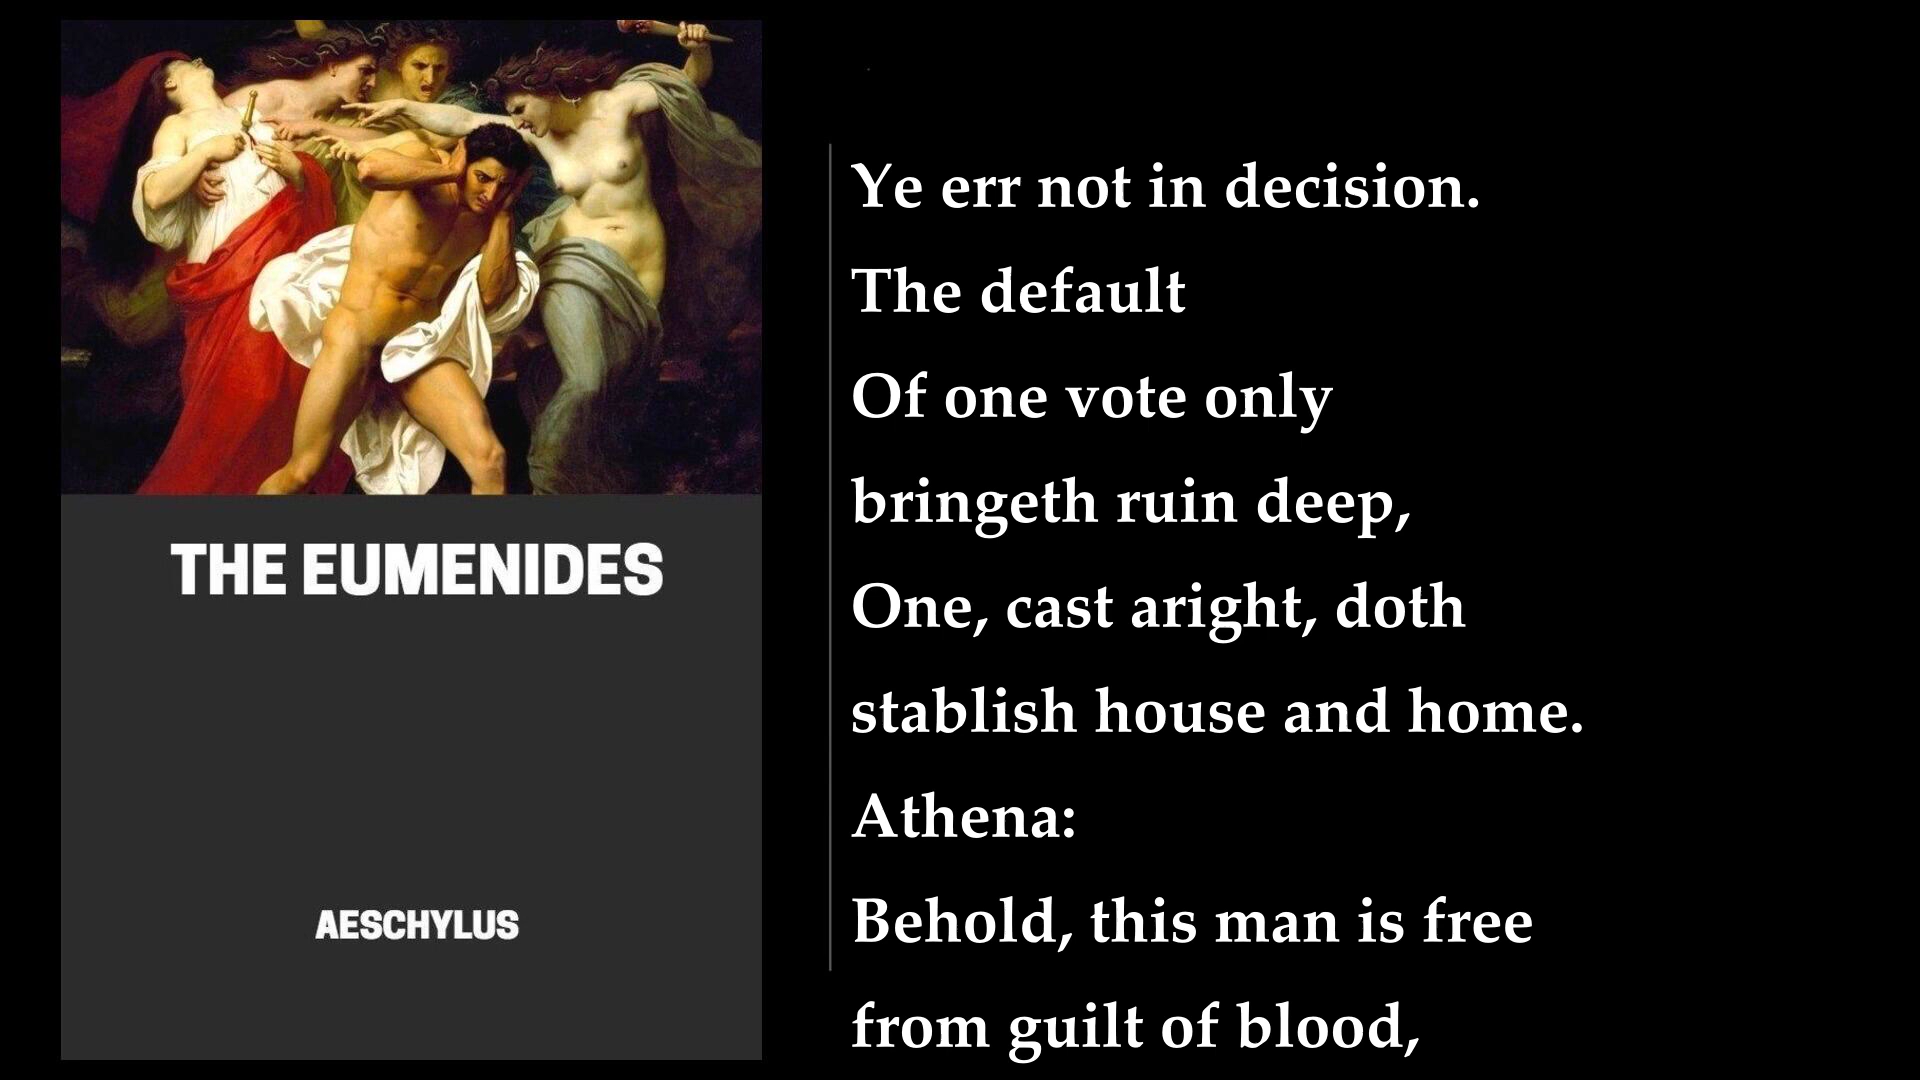 THE EUMENIDES
AESCHYLUS
Ye err not in decision.
The default
Of one vote only
bringeth ruin deep,
One, cast aright, doth
stablish house and home.
Athena:
Behold, this man is free
from guilt of blood,